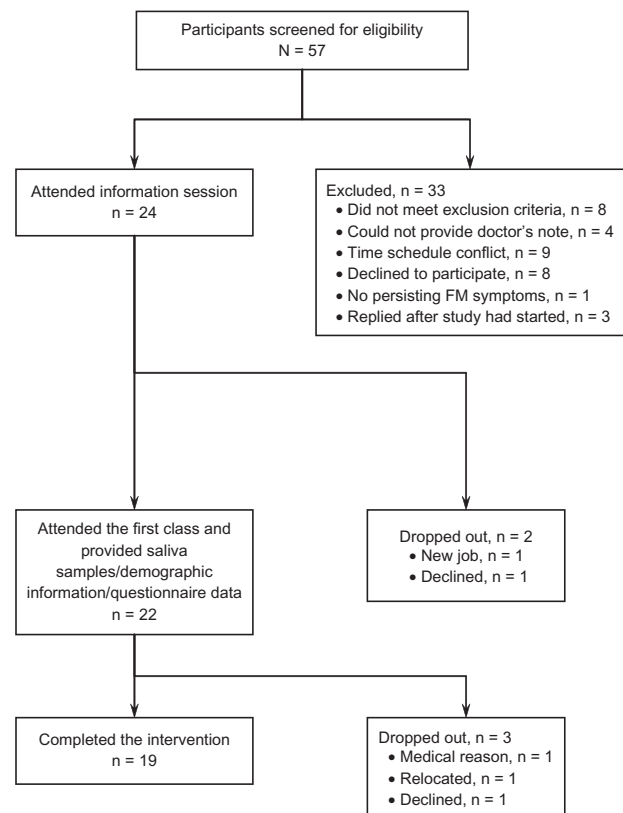 Participants screened for eligibility
N = 57
Attended information session
n = 24
Excluded, n = 33
• Did not meet exclusion criteria, n = 8
• Could not provide doctor’s note, n = 4
• Time schedule conflict, n = 9
• Declined to participate, n = 8
• No persisting FM symptoms, n = 1
• Replied after study had started, n = 3
Attended the first class and
provided saliva
samples/demographic
information/questionnaire data
n = 22
Dropped out, n = 2
• New job, n = 1
• Declined, n = 1
Completed the intervention
n = 19
Dropped out, n = 3
• Medical reason, n = 1
• Relocated, n = 1
• Declined, n = 1